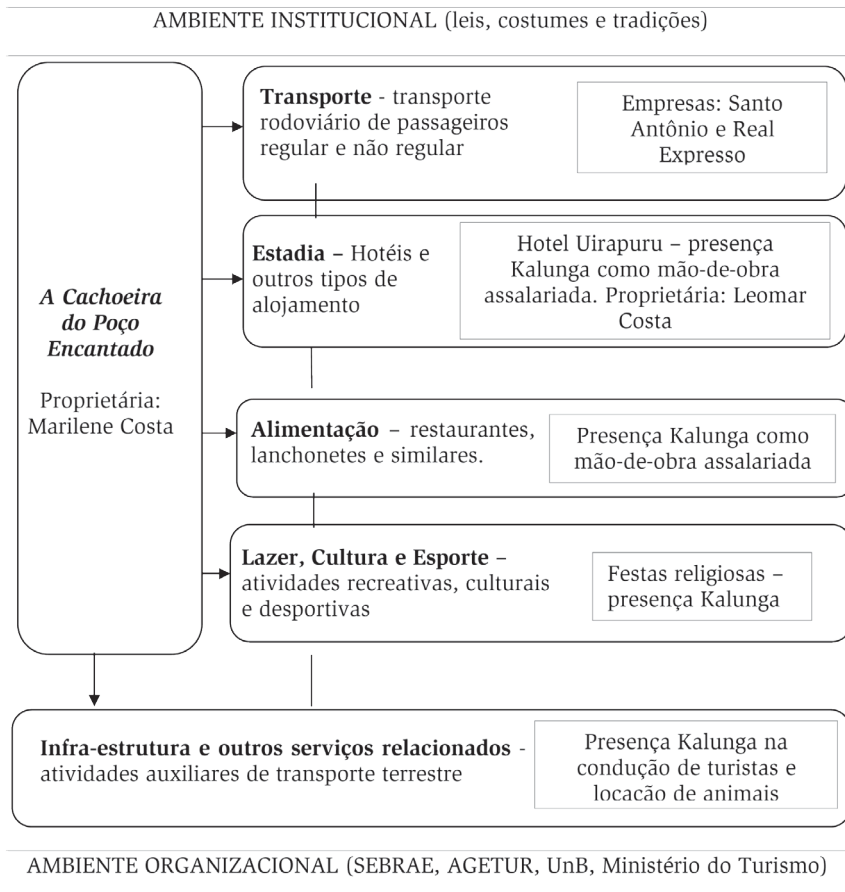 AMBIENTE INSTITUCIONAL (leis, costumes e tradições)
A Cachoeira
do Poço
Encantado
Proprietária:
Marilene Costa
Transporte - transporte
rodoviário de passageiros
regular e não regular
Empresas: Santo
Antônio e Real
Expresso
Estadia – Hotéis e
outros tipos de
alojamento
Hotel Uirapuru – presença
Kalunga como mão-de-obra
assalariada. Proprietária: Leomar
Costa
Alimentação – restaurantes,
lanchonetes e similares.
Presença Kalunga como
mão-de-obra assalariada
Lazer, Cultura e Esporte –
atividades recreativas, culturais
e desportivas
Festas religiosas –
presença Kalunga
Infra-estrutura e outros serviços relacionados -
atividades auxiliares de transporte terrestre
Presença Kalunga na
condução de turistas e
locacão de animais
AMBIENTE ORGANIZACIONAL (SEBRAE, AGETUR, UnB, Ministério do Turismo)